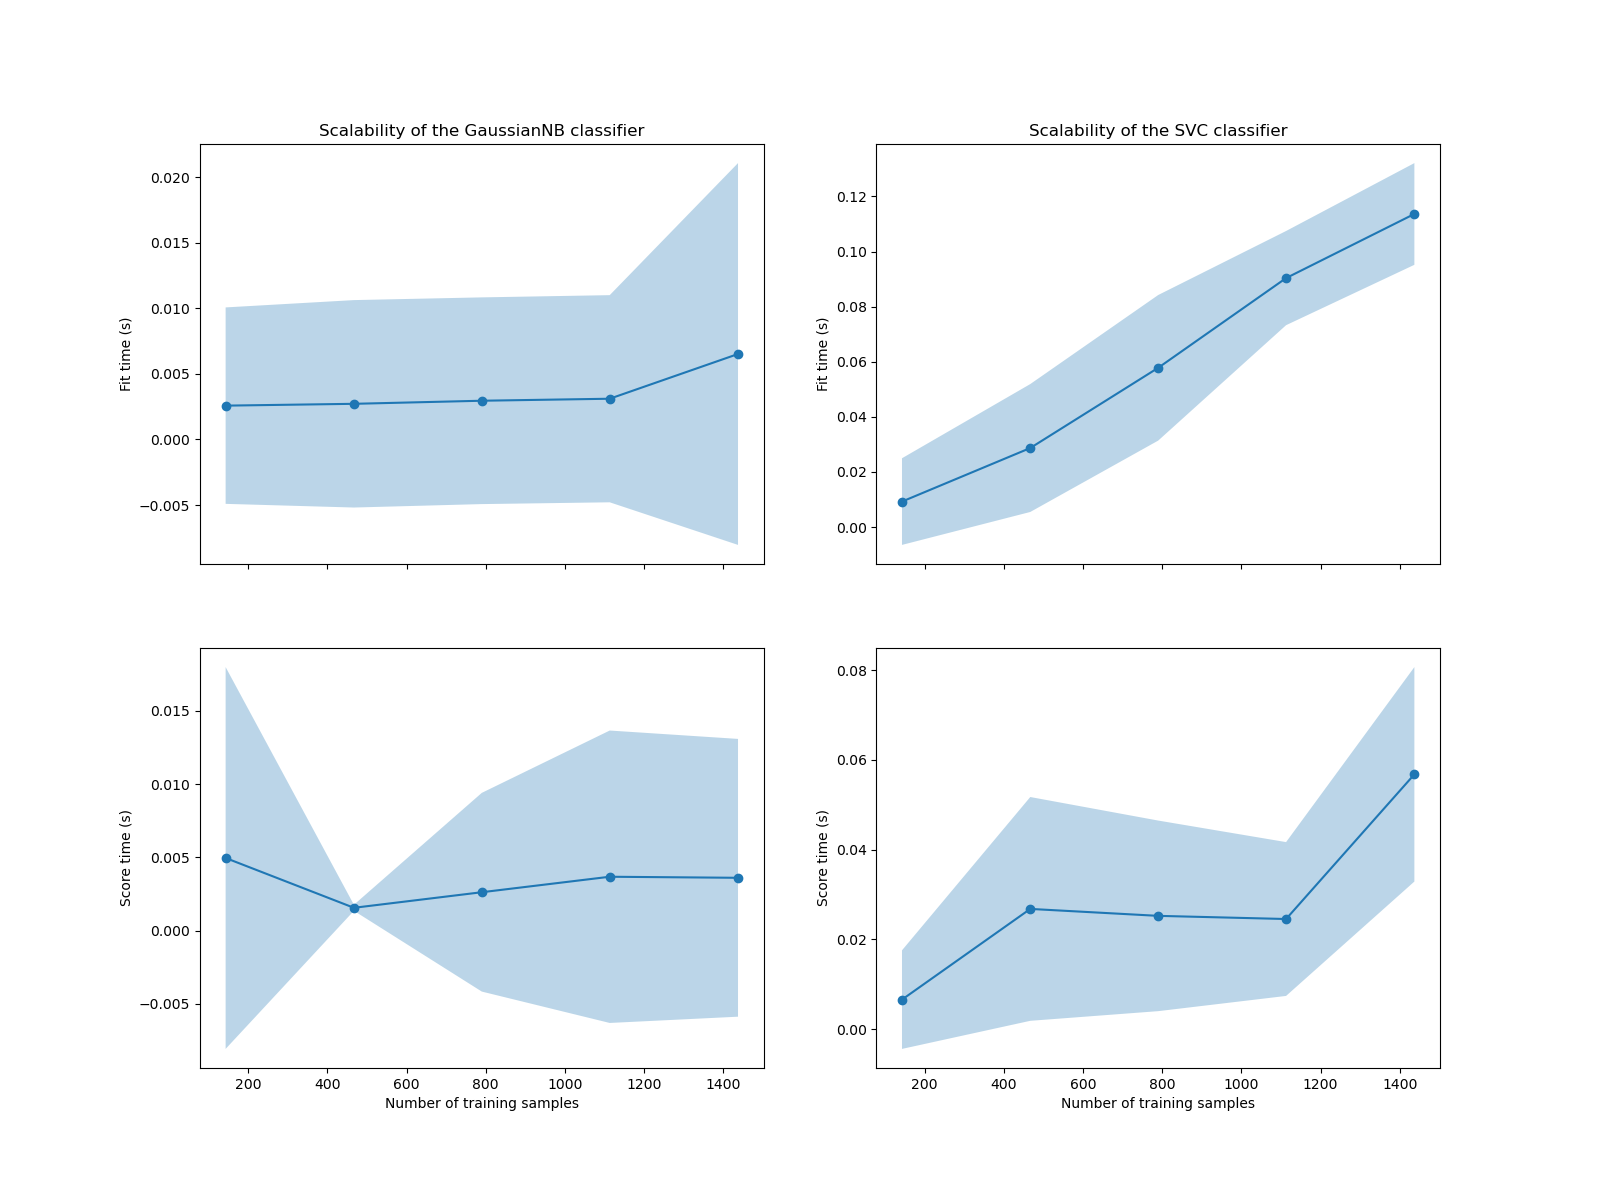 Scalability of the GaussianNB classifier
Fit time (s)
0.020
0.015
0.010
0.005
0.000
−0.005
Scalability of the SVC classifier
Fit time (s)
0.12
0.10
0.08
0.06
0.04
0.02
0.00
Score time (s)
0.015
0.010
0.005
0.000
−0.005
200 400 600 800 1000 1200 1400
Number of training samples
Score time (s)
0.08
0.06
0.04
0.02
0.00
200 400 600 800 1000 1200 1400
Number of training samples